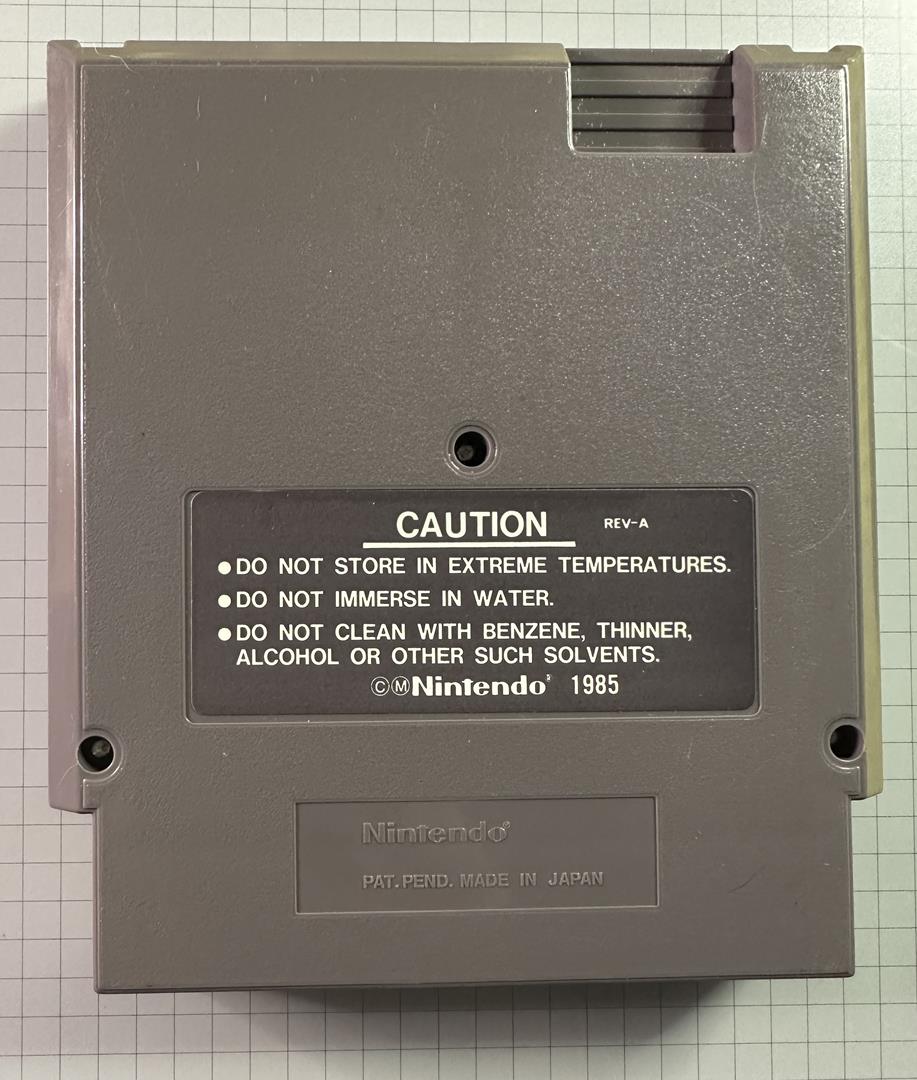 CAUTION REV-A
●DO NOT STORE IN EXTREME TEMPERATURES.
●DO NOT IMMERSE IN WATER.
●DO NOT CLEAN WITH BENZENE, THINNER,
ALCOHOL OR OTHER SUCH SOLVENTS.
ⒸⓂNintendo® 1985
Nintendo®
PAT. PEND. MADE IN JAPAN